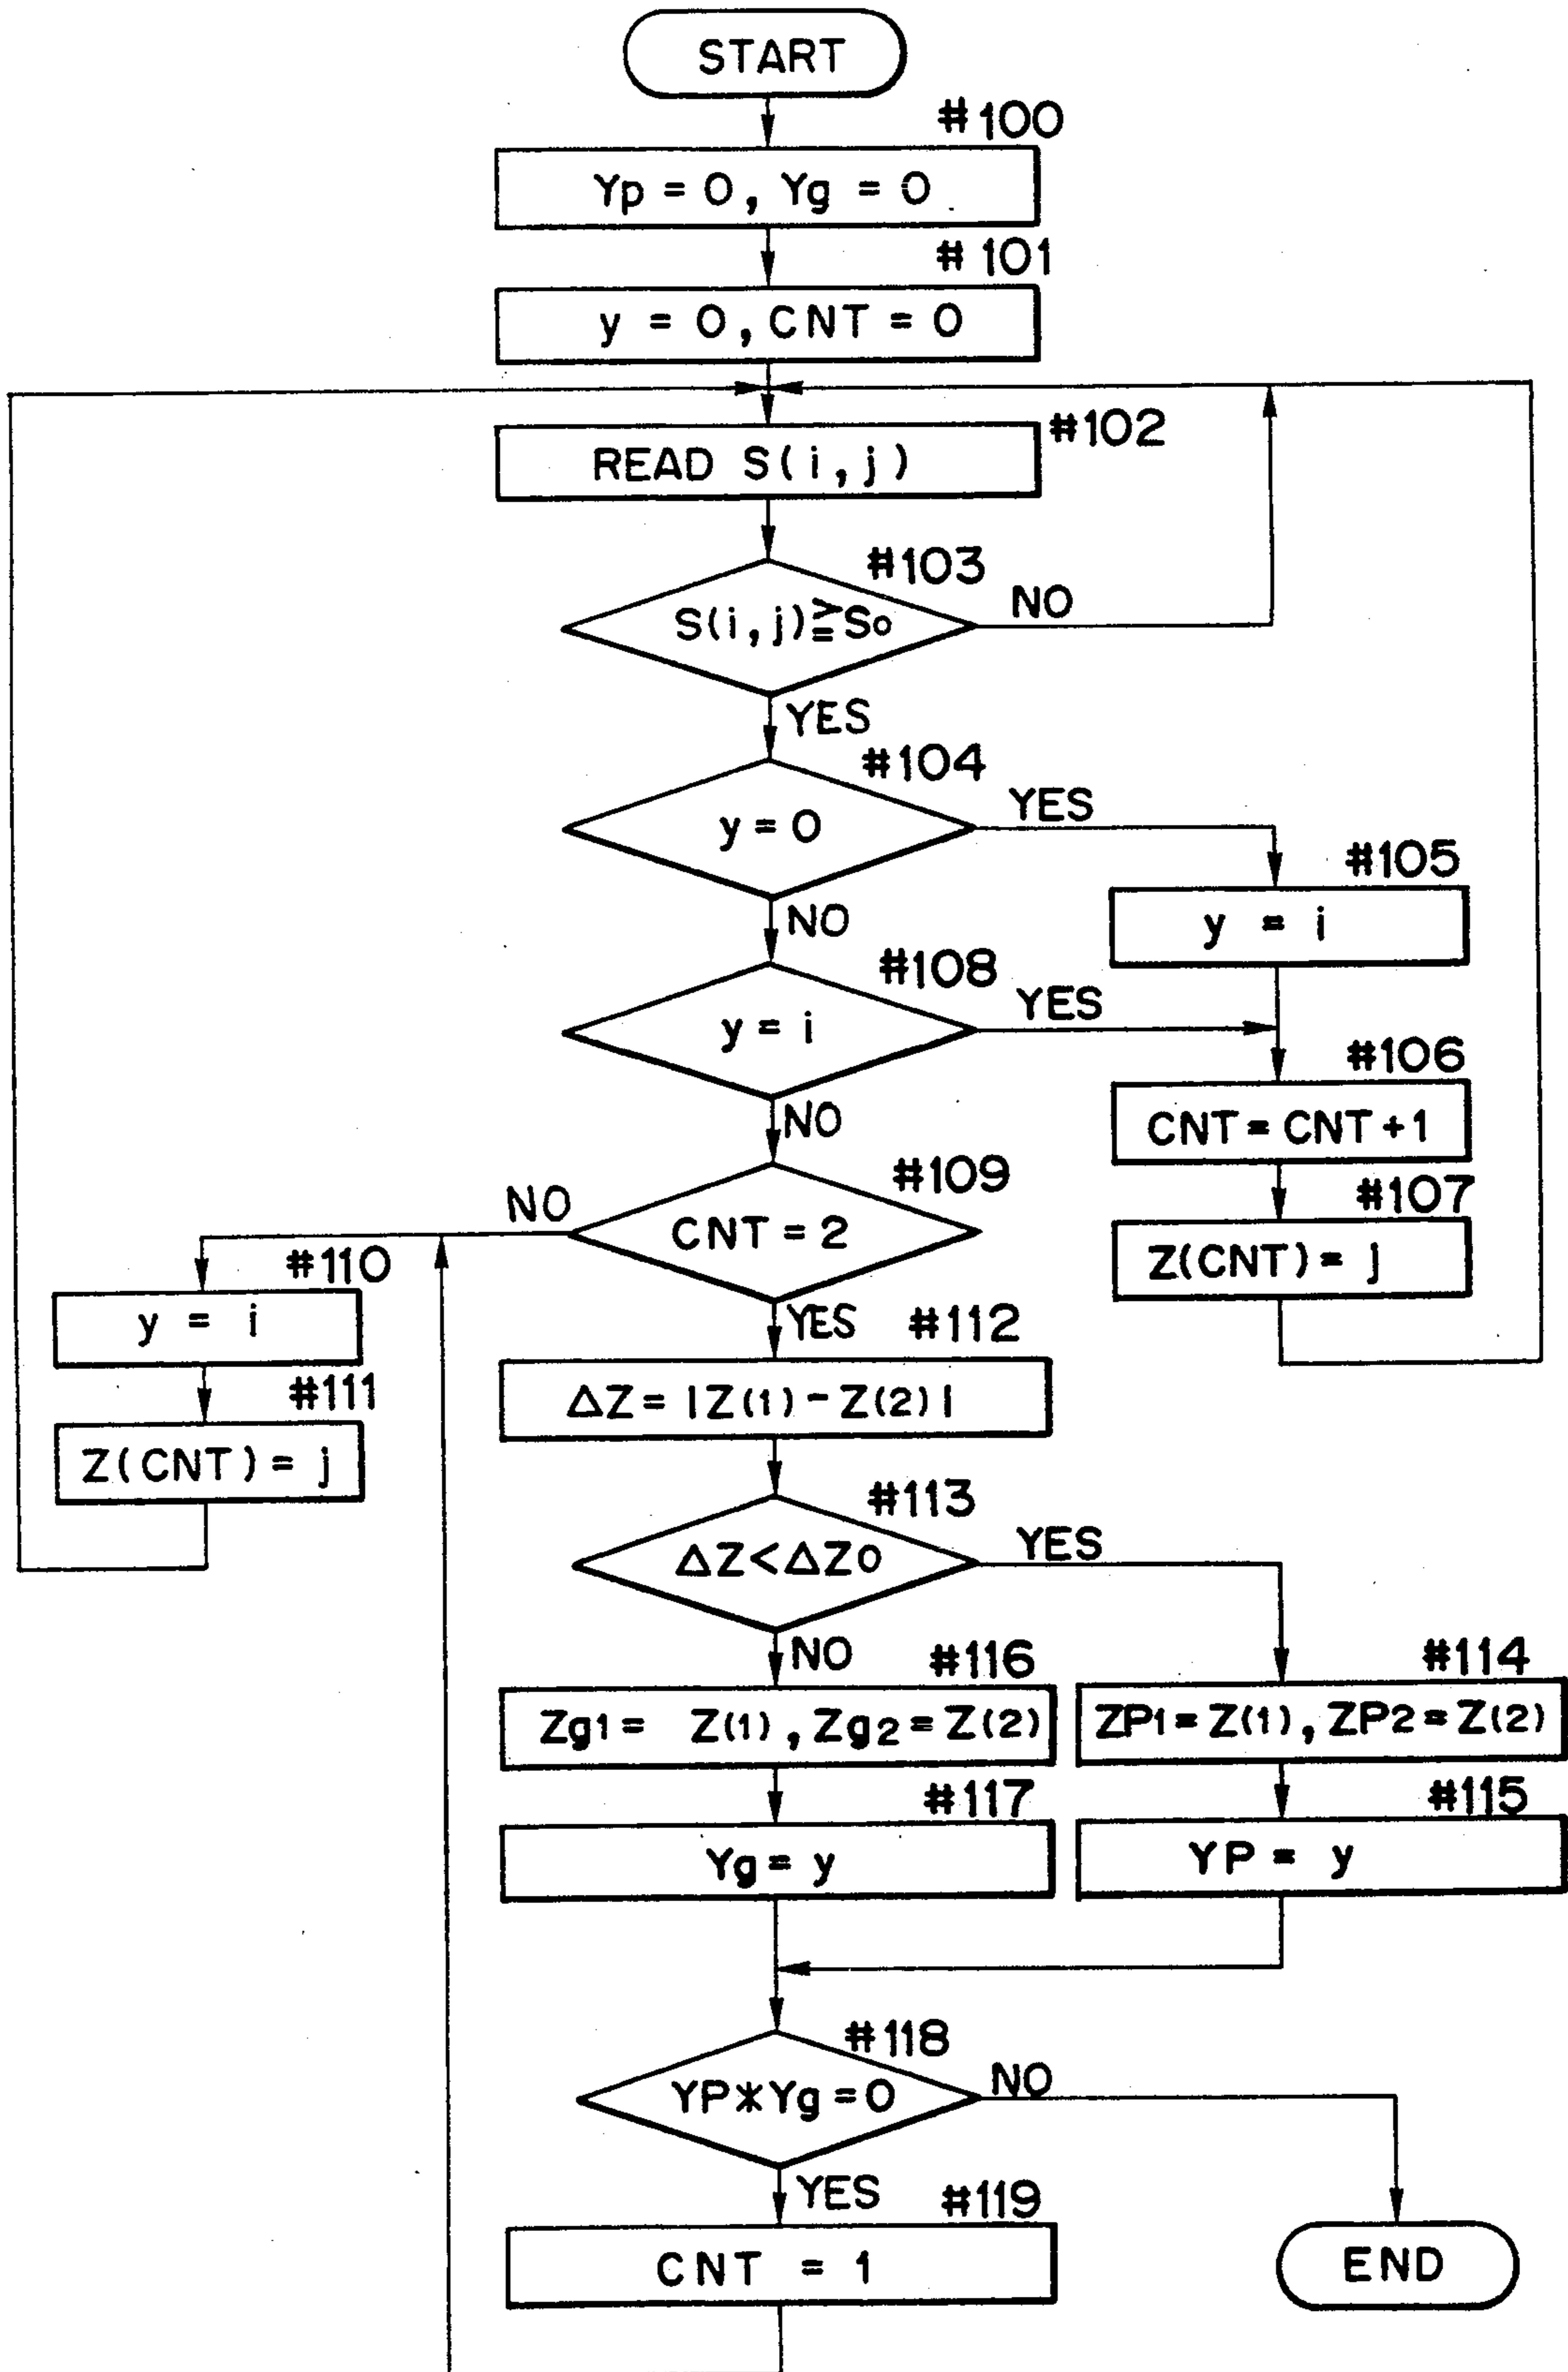 START
#100
Yp = 0, Yg = 0
#101
y = 0, CNT = 0
#102
READ S(i, j)
#103
S(i, j) ≧ So
NO
YES
#104
y = 0
YES
#105
y = i
NO
#108
y = i
YES
#106
CNT = CNT + 1
NO
#109
CNT = 2
NO
#107
Z(CNT) = j
#110
y = i
YES
#112
ΔZ = |Z(1) - Z(2)|
#111
Z(CNT) = j
#113
ΔZ < ΔZo
YES
NO
#116
Zg1 = Z(1), Zg2 = Z(2)
#114
ZP1 = Z(1), ZP2 = Z(2)
#117
Yg = y
#115
YP = y
#118
YP * Yg = 0
NO
YES
#119
CNT = 1
END